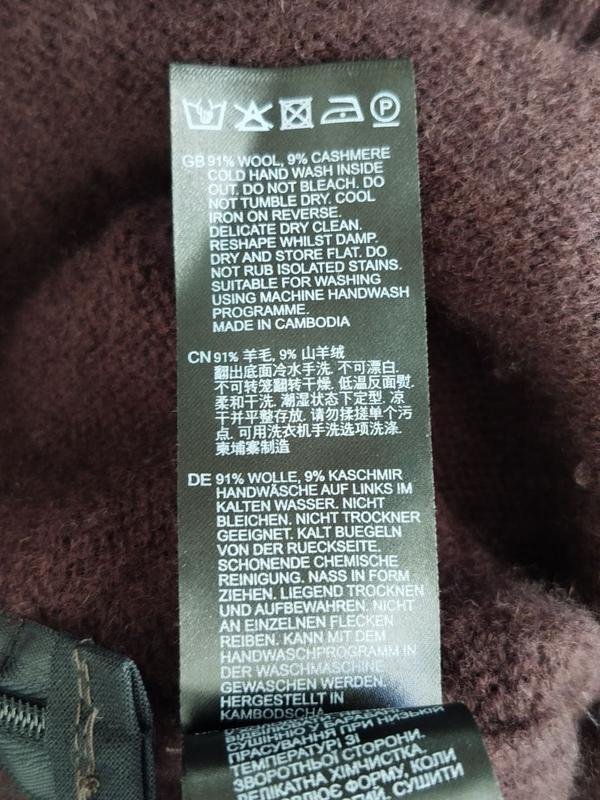 P
GB 91% WOOL, 9% CASHMERE
COLD HAND WASH INSIDE
OUT. DO NOT BLEACH. DO
NOT TUMBLE DRY. COOL
IRON ON REVERSE.
DELICATE DRY CLEAN.
RESHAPE WHILST DAMP.
DRY AND STORE FLAT. DO
NOT RUB ISOLATED STAINS.
SUITABLE FOR WASHING
USING MACHINE HANDWASH
PROGRAMME.
MADE IN CAMBODIA
CN 91% 羊毛, 9% 山羊绒
翻出底面冷水手洗. 不可漂白.
不可转笼翻转干燥. 低温反面熨.
柔和干洗. 潮湿状态下定型. 凉
干并平整存放. 请勿揉搓单个污
点. 可用洗衣机手洗选项洗涤.
柬埔寨制造
DE 91% WOLLE, 9% KASCHMIR
HANDWÄSCHE AUF LINKS IM
KALTEN WASSER. NICHT
BLEICHEN. NICHT TROCKNER
GEEIGNET. KALT BUEGELN
VON DER RUECKSEITE.
SCHONENDE CHEMISCHE
REINIGUNG. NASS IN FORM
ZIEHEN. LIEGEND TROCKNEN
UND AUFBEWAHREN. NICHT
AN EINZELNEN FLECKEN
REIBEN. KANN MIT DEM
HANDWASCHPROGRAMM IN
DER WASCHMASCHINE
GEWASCHEN WERDEN.
HERGESTELLT IN
KAMBODSCHA
СУШІННЮ У БАРАБАНІ
ПРАСУВАННЯ ПРИ НИЗЬКІЙ
ТЕМПЕРАТУРІ ЗІ
ЗВОРОТНЬОЇ СТОРОНИ.
ДЕЛІКАТНА ХІМЧИСТКА.
ФОРМУ, КОЛИ
СУШИТИ